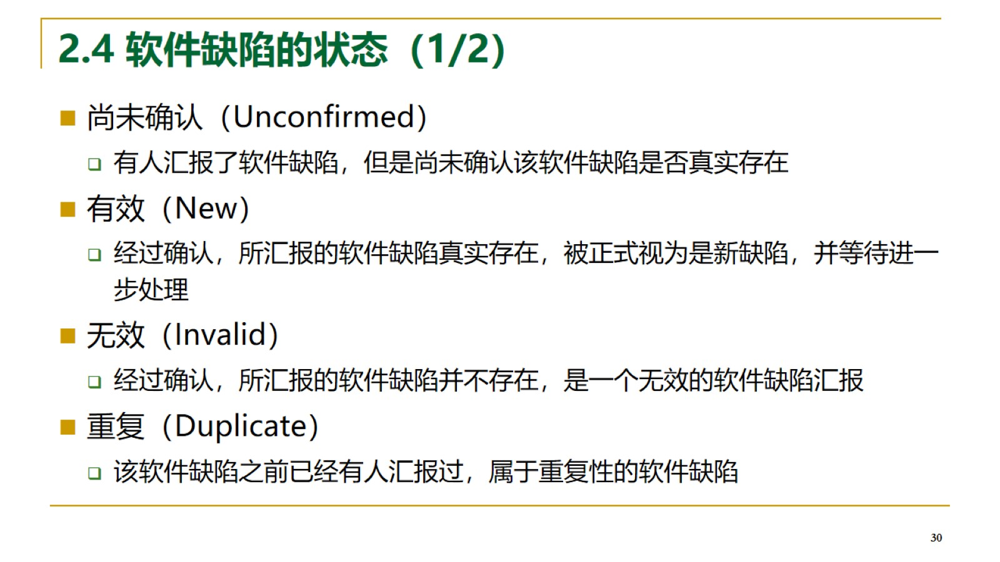 2.4 软件缺陷的状态（1/2）
尚未确认（Unconfirmed）
有人汇报了软件缺陷，但是尚未确认该软件缺陷是否真实存在
有效（New）
经过确认，所汇报的软件缺陷真实存在，被正式视为是新缺陷，并等待进一
步处理
无效（Invalid）
经过确认，所汇报的软件缺陷并不存在，是一个无效的软件缺陷汇报
重复（Duplicate）
该软件缺陷之前已经有人汇报过，属于重复性的软件缺陷
30